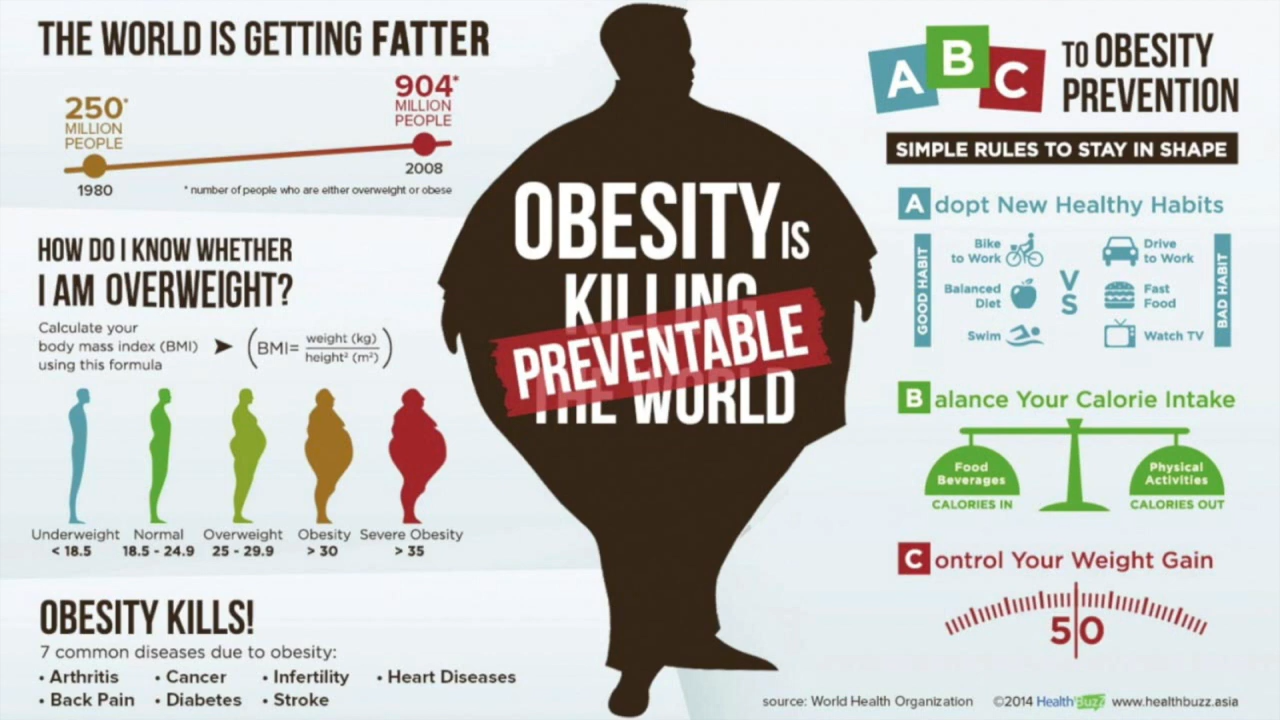 THE WORLD IS GETTING FATTER
250*
MILLION
PEOPLE
1980
904*
MILLION
PEOPLE
2008
* number of people who are either overweight or obese
HOW DO I KNOW WHETHER
I AM OVERWEIGHT?
Calculate your
body mass index (BMI)
using this formula
BMI= weight (kg)
height² (m²)
Underweight
< 18.5
Normal
18.5 - 24.9
Overweight
25 - 29.9
Obesity
> 30
Severe Obesity
> 35
OBESITY KILLS!
7 common diseases due to obesity:
• Arthritis • Cancer • Infertility • Heart Diseases
• Back Pain • Diabetes • Stroke
OBESITY IS
KILLING
PREVENTABLE
THE WORLD
A B C TO OBESITY
PREVENTION
SIMPLE RULES TO STAY IN SHAPE
Adopt New Healthy Habits
GOOD HABIT
Bike
to Work
Balanced
Diet
Swim
V
S
Drive
to Work
Fast
Food
Watch TV
BAD HABIT
Balance Your Calorie Intake
Food
Beverages
CALORIES IN
Physical
Activities
CALORIES OUT
Control Your Weight Gain
50
source: World Health Organization ©2014 Health Buzz www.healthbuzz.asia